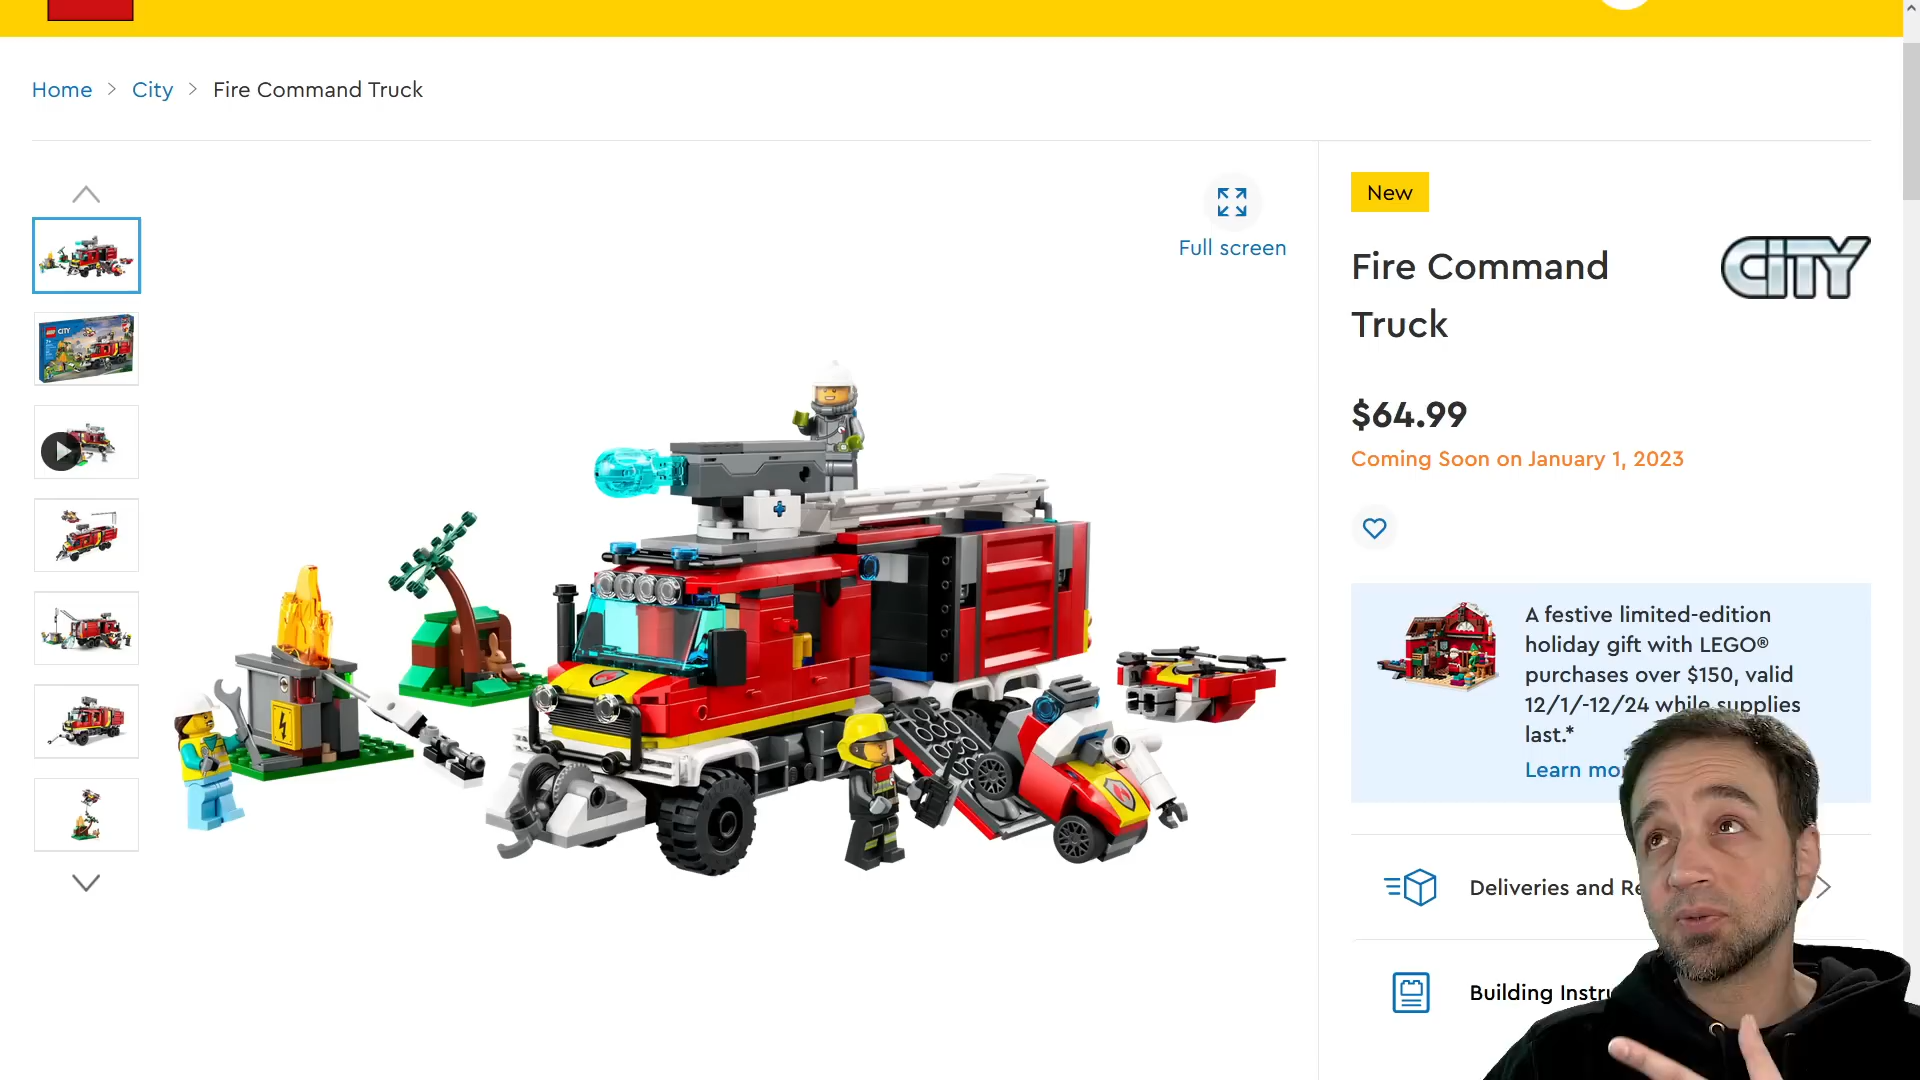 Home > City > Fire Command Truck
Full screen
New
Fire Command
Truck
CITY
$64.99
Coming Soon on January 1, 2023
A festive limited-edition
holiday gift with LEGO®
purchases over $150, valid
12/1/-12/24 while supplies
last.*
Learn mo
Deliveries and Re
Building Instru
CITY